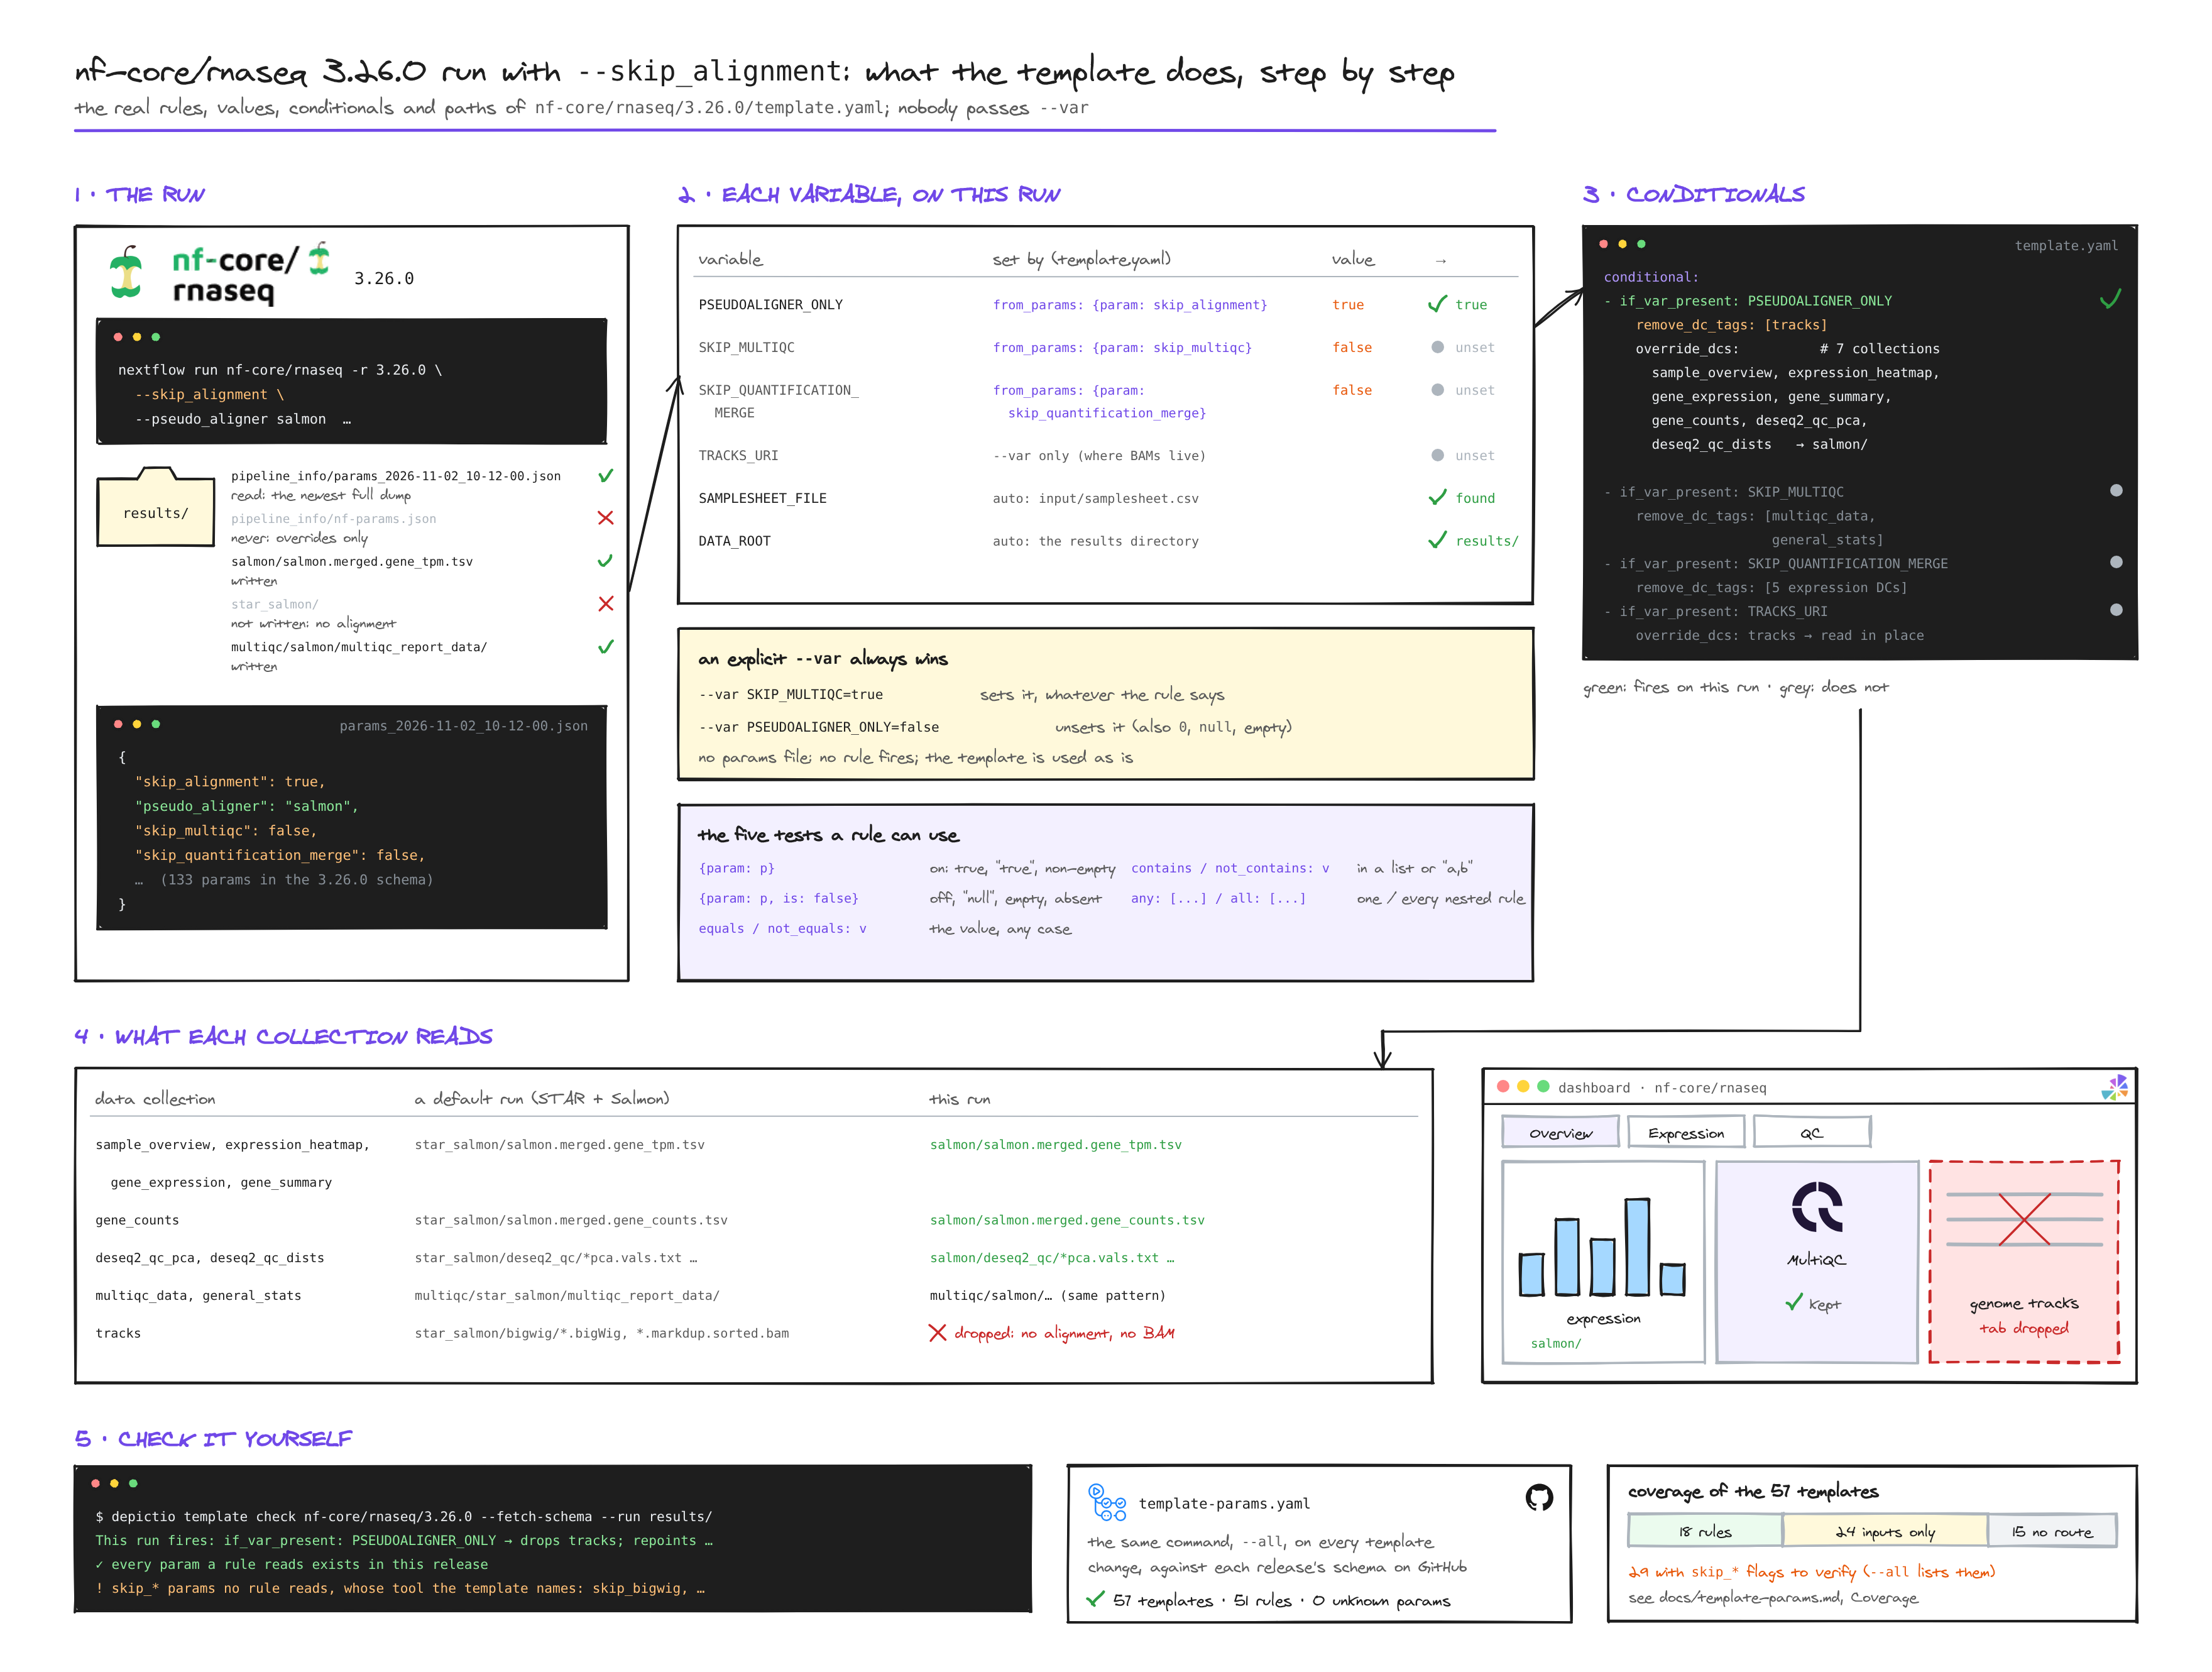 nf-core/rnaseq 3.26.0 run with --skip_alignment: what the template does, step by step
the real rules, values, conditionals and paths of nf-core/rnaseq/3.26.0/template.yaml; nobody passes --var
1 · THE RUN
nf-core/
rnaseq
3.26.0
nextflow run nf-core/rnaseq -r 3.26.0 \
--skip_alignment \
--pseudo_aligner salmon …
results/
pipeline_info/params_2026-11-02_10-12-00.json
read: the newest full dump
pipeline_info/nf-params.json
never: overrides only
salmon/salmon.merged.gene_tpm.tsv
written
star_salmon/
not written: no alignment
multiqc/salmon/multiqc_report_data/
written
params_2026-11-02_10-12-00.json
{
"skip_alignment": true,
"pseudo_aligner": "salmon",
"skip_multiqc": false,
"skip_quantification_merge": false,
… (133 params in the 3.26.0 schema)
}
2 · EACH VARIABLE, ON THIS RUN
variable set by (template.yaml) value →
PSEUDOALIGNER_ONLY from_params: {param: skip_alignment} true ✓ true
SKIP_MULTIQC from_params: {param: skip_multiqc} false unset
SKIP_QUANTIFICATION_ from_params: {param: false unset
MERGE skip_quantification_merge}
TRACKS_URI --var only (where BAMs live) unset
SAMPLESHEET_FILE auto: input/samplesheet.csv ✓ found
DATA_ROOT auto: the results directory ✓ results/
an explicit --var always wins
--var SKIP_MULTIQC=true sets it, whatever the rule says
--var PSEUDOALIGNER_ONLY=false unsets it (also 0, null, empty)
no params file: no rule fires; the template is used as is
the five tests a rule can use
{param: p} on: true, "true", non-empty contains / not_contains: v in a list or "a,b"
{param: p, is: false} off, "null", empty, absent any: [...] / all: [...] one / every nested rule
equals / not_equals: v the value, any case
3 · CONDITIONALS
template.yaml
conditional:
- if_var_present: PSEUDOALIGNER_ONLY
remove_dc_tags: [tracks]
override_dcs: # 7 collections
sample_overview, expression_heatmap,
gene_expression, gene_summary,
gene_counts, deseq2_qc_pca,
deseq2_qc_dists → salmon/
- if_var_present: SKIP_MULTIQC
remove_dc_tags: [multiqc_data,
general_stats]
- if_var_present: SKIP_QUANTIFICATION_MERGE
remove_dc_tags: [5 expression DCs]
- if_var_present: TRACKS_URI
override_dcs: tracks → read in place
green: fires on this run · grey: does not
4 · WHAT EACH COLLECTION READS
data collection a default run (STAR + Salmon) this run
sample_overview, expression_heatmap, star_salmon/salmon.merged.gene_tpm.tsv salmon/salmon.merged.gene_tpm.tsv
gene_expression, gene_summary
gene_counts star_salmon/salmon.merged.gene_counts.tsv salmon/salmon.merged.gene_counts.tsv
deseq2_qc_pca, deseq2_qc_dists star_salmon/deseq2_qc/*pca.vals.txt … salmon/deseq2_qc/*pca.vals.txt …
multiqc_data, general_stats multiqc/star_salmon/multiqc_report_data/ multiqc/salmon/… (same pattern)
tracks star_salmon/bigwig/*.bigWig, *.markdup.sorted.bam dropped: no alignment, no BAM
dashboard · nf-core/rnaseq
Overview Expression QC
expression
salmon/
MultiQC
✓ kept
genome tracks
tab dropped
5 · CHECK IT YOURSELF
$ depictio template check nf-core/rnaseq/3.26.0 --fetch-schema --run results/
This run fires: if_var_present: PSEUDOALIGNER_ONLY → drops tracks; repoints …
✓ every param a rule reads exists in this release
! skip_* params no rule reads, whose tool the template names: skip_bigwig, …
template-params.yaml
the same command, --all, on every template
change, against each release's schema on GitHub
✓ 57 templates · 51 rules · 0 unknown params
coverage of the 57 templates
18 rules 24 inputs only 15 no route
29 with skip_* flags to verify (--all lists them)
see docs/template-params.md, Coverage